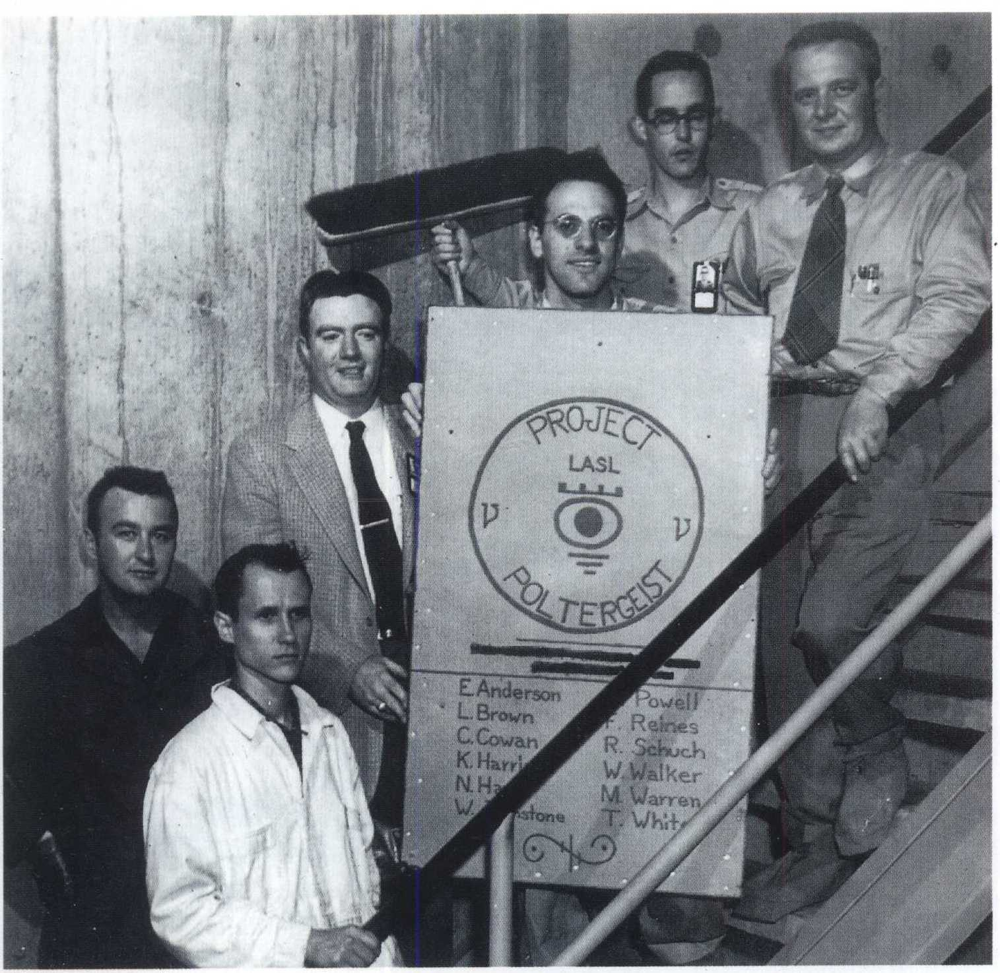 PROJECT
LASL
ν ν
POLTERGEIST
E. Anderson
L. Brown
C. Cowan
K.
N.
W.
Powell
F. Reines
R. Schuch
W. Walker
M. Warren
T.